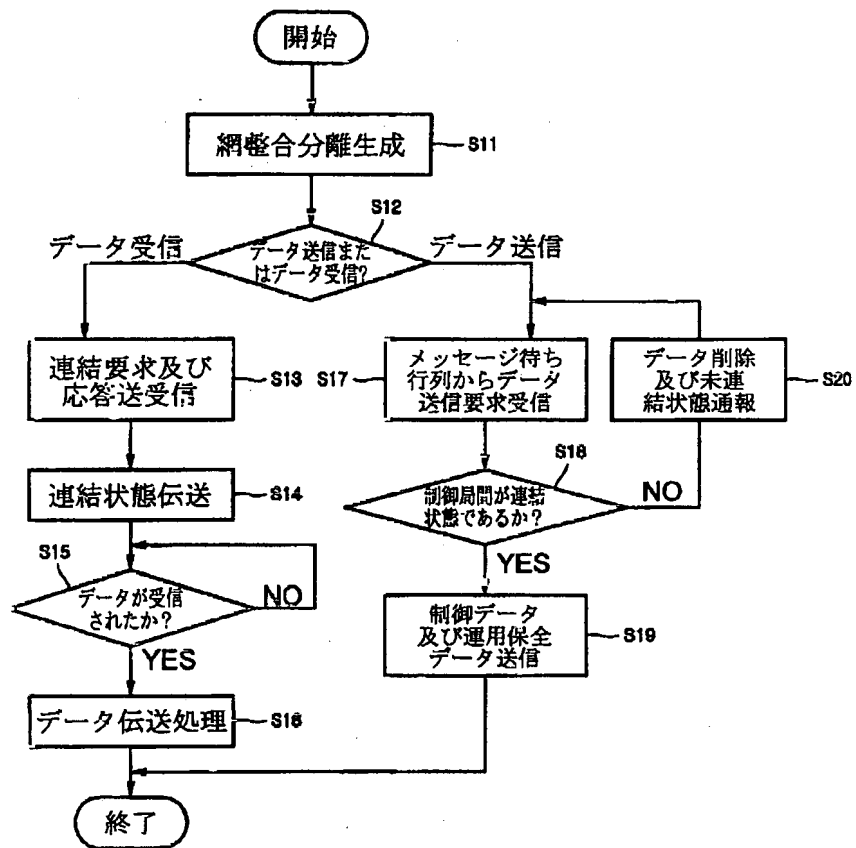 開始
網整合分離生成
S11
S12
データ送信また
はデータ受信?
データ受信
データ送信
連結要求及び
応答送受信
S13
連結状態伝送
S14
S15
データが受信
されたか?
NO
YES
データ伝送処理
S16
S17
メッセージ待ち
行列からデータ
送信要求受信
S18
制御局間が連結
状態であるか?
NO
YES
データ削除
及び未連
結状態通報
S20
制御データ
及び運用保全
データ送信
S19
終了